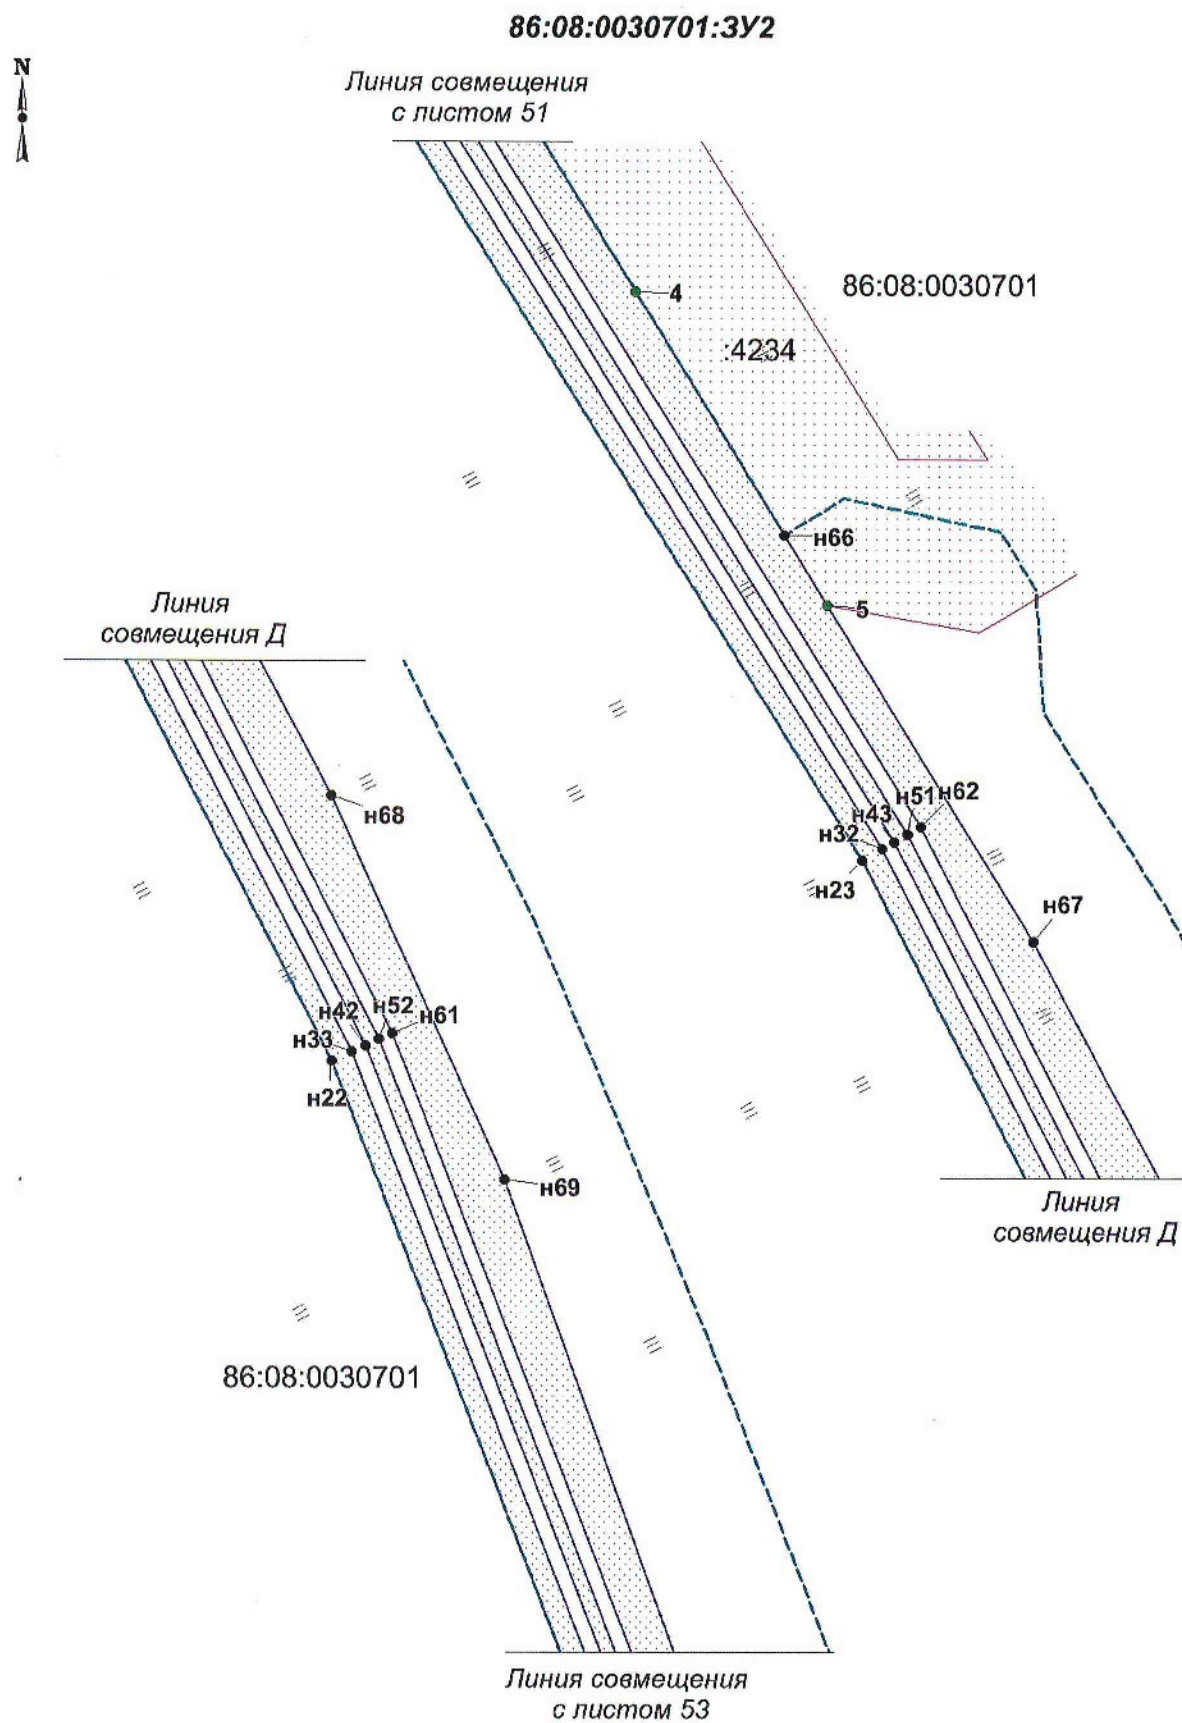 86:08:0030701:ЗУ2
N
Линия совмещения
с листом 51
4
86:08:0030701
:4234
н66
5
Линия
совмещения Д
н68
н51
н62
н43
н32
н23
н67
н52
н42
н61
н33
н22
н69
Линия
совмещения Д
86:08:0030701
Линия совмещения
с листом 53